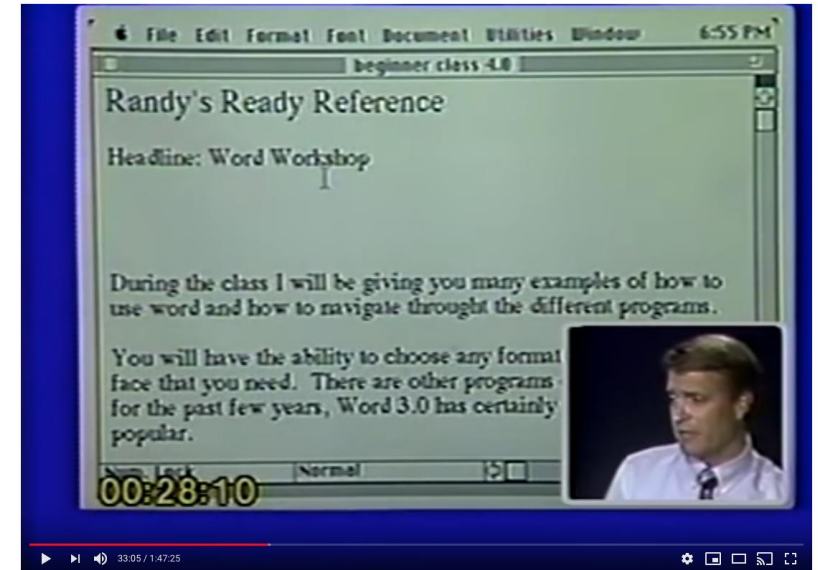 File Edit Format Font Document Utilities Window 6:55 PM
beginner class 4.0
Randy's Ready Reference
Headline: Word Workshop
During the class I will be giving you many examples of how to
use word and how to navigate throught the different programs.
You will have the ability to choose any format
face that you need. There are other programs
for the past few years, Word 3.0 has certainly
popular.
Num. Lock Normal
00:28:10
33:05 / 1:47:25